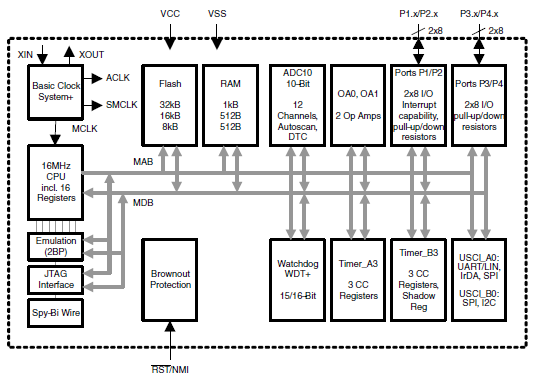 VCC
VSS
P1.x/P2.x
P3.x/P4.x
2x8
2x8
XIN
XOUT
Basic Clock
System+
ACLK
SMCLK
MCLK
Flash
32kB
16kB
8kB
RAM
1kB
512B
512B
ADC10
10-Bit
12
Channels,
Autoscan,
DTC
OA0, OA1
2 Op Amps
Ports P1/P2
2x8 I/O
Interrupt
capability,
pull-up/down
resistors
Ports P3/P4
2x8 I/O
pull-up/down
resistors
16MHz
CPU
incl. 16
Registers
MAB
MDB
Emulation
(2BP)
JTAG
Interface
Spy-Bi Wire
Brownout
Protection
Watchdog
WDT+
15/16-Bit
Timer_A3
3 CC
Registers
Timer_B3
3 CC
Registers,
Shadow
Reg
USCI_A0:
UART/LIN,
IrDA, SPI
USCI_B0:
SPI, I2C
RST/NMI